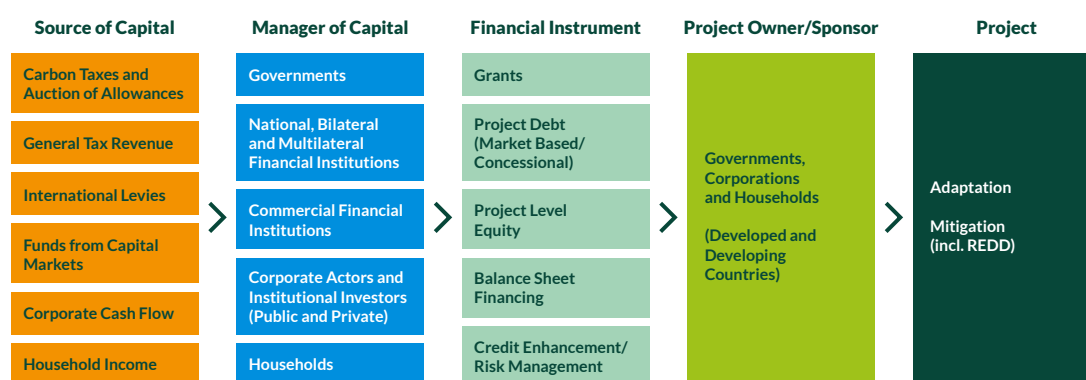 Source of Capital
Carbon Taxes and
Auction of Allowances
General Tax Revenue
International Levies
Funds from Capital
Markets
Corporate Cash Flow
Household Income
Manager of Capital
Governments
National, Bilateral
and Multilateral
Financial Institutions
Commercial Financial
Institutions
Corporate Actors and
Institutional Investors
(Public and Private)
Households
Financial Instrument
Grants
Project Debt
(Market Based/
Concessional)
Project Level
Equity
Balance Sheet
Financing
Credit Enhancement/
Risk Management
Project Owner/Sponsor
Governments,
Corporations
and Households
(Developed and
Developing
Countries)
Project
Adaptation
Mitigation
(incl. REDD)